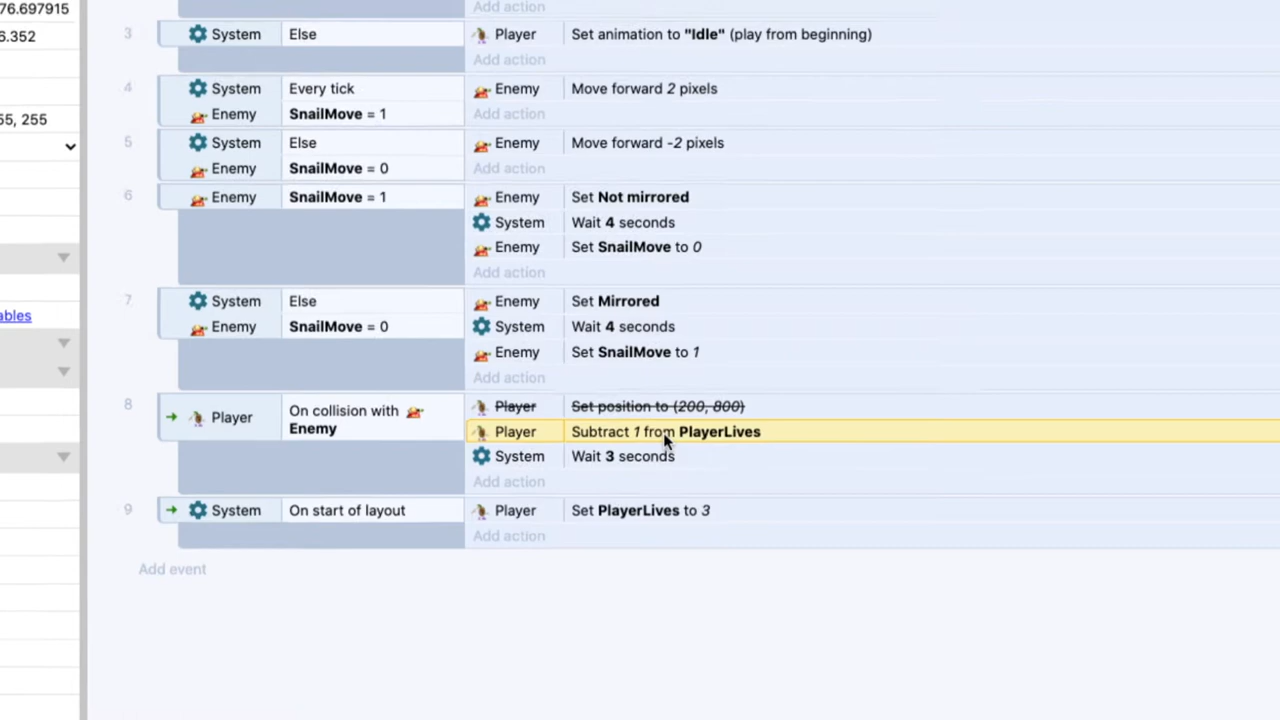 76.697915
Add action
6.352
3 System Else Player Set animation to "Idle" (play from beginning)
Add action
4 System Every tick Enemy Move forward 2 pixels
Enemy SnailMove = 1 Add action
55, 255
5 System Else Enemy Move forward -2 pixels
Enemy SnailMove = 0 Add action
6 Enemy SnailMove = 1 Enemy Set Not mirrored
System Wait 4 seconds
Enemy Set SnailMove to 0
Add action
7 System Else Enemy Set Mirrored
ables
Enemy SnailMove = 0 System Wait 4 seconds
Enemy Set SnailMove to 1
Add action
8 Player On collision with Enemy Player Set position to (200, 800)
Player Subtract 1 from PlayerLives
System Wait 3 seconds
Add action
9 System On start of layout Player Set PlayerLives to 3
Add action
Add event